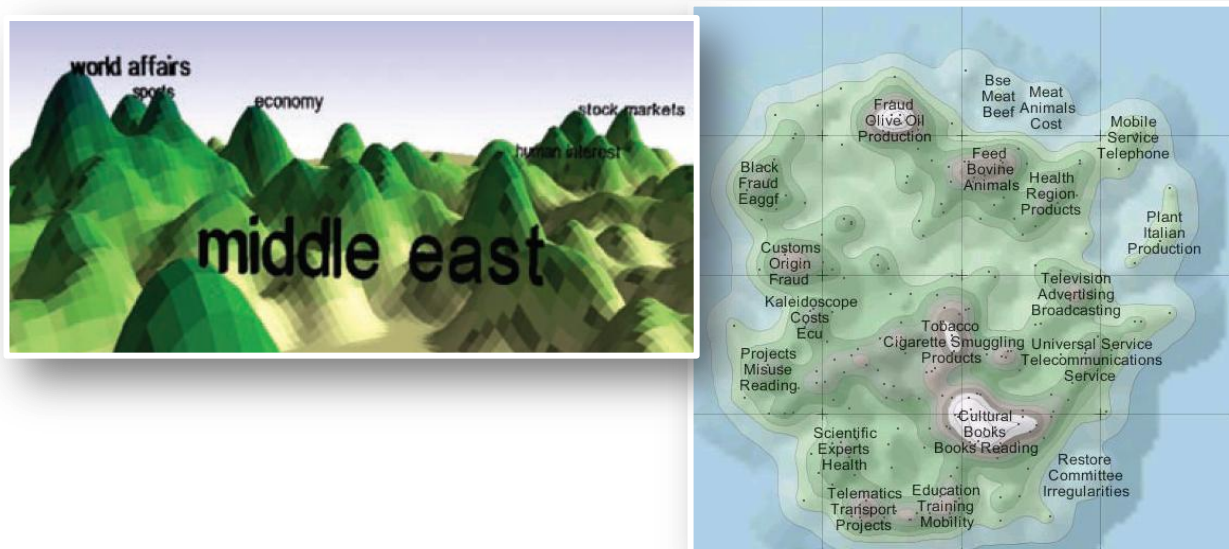 world affairs
sports
economy
stock markets
human interest
middle east
Fraud
Olive Oil
Production
Bse
Meat
Beef
Meat
Animals
Cost
Mobile
Service
Telephone
Black
Fraud
Eaggf
Feed
Bovine
Animals
Health
Region
Products
Plant
Italian
Production
Customs
Origin
Fraud
Television
Advertising
Broadcasting
Kaleidoscope
Costs
Ecu
Tobacco
Cigarette Smuggling
Products
Universal Service
Telecommunications
Service
Projects
Misuse
Reading
Cultural
Books
Books Reading
Scientific
Experts
Health
Restore
Committee
Irregularities
Telematics
Transport
Projects
Education
Training
Mobility